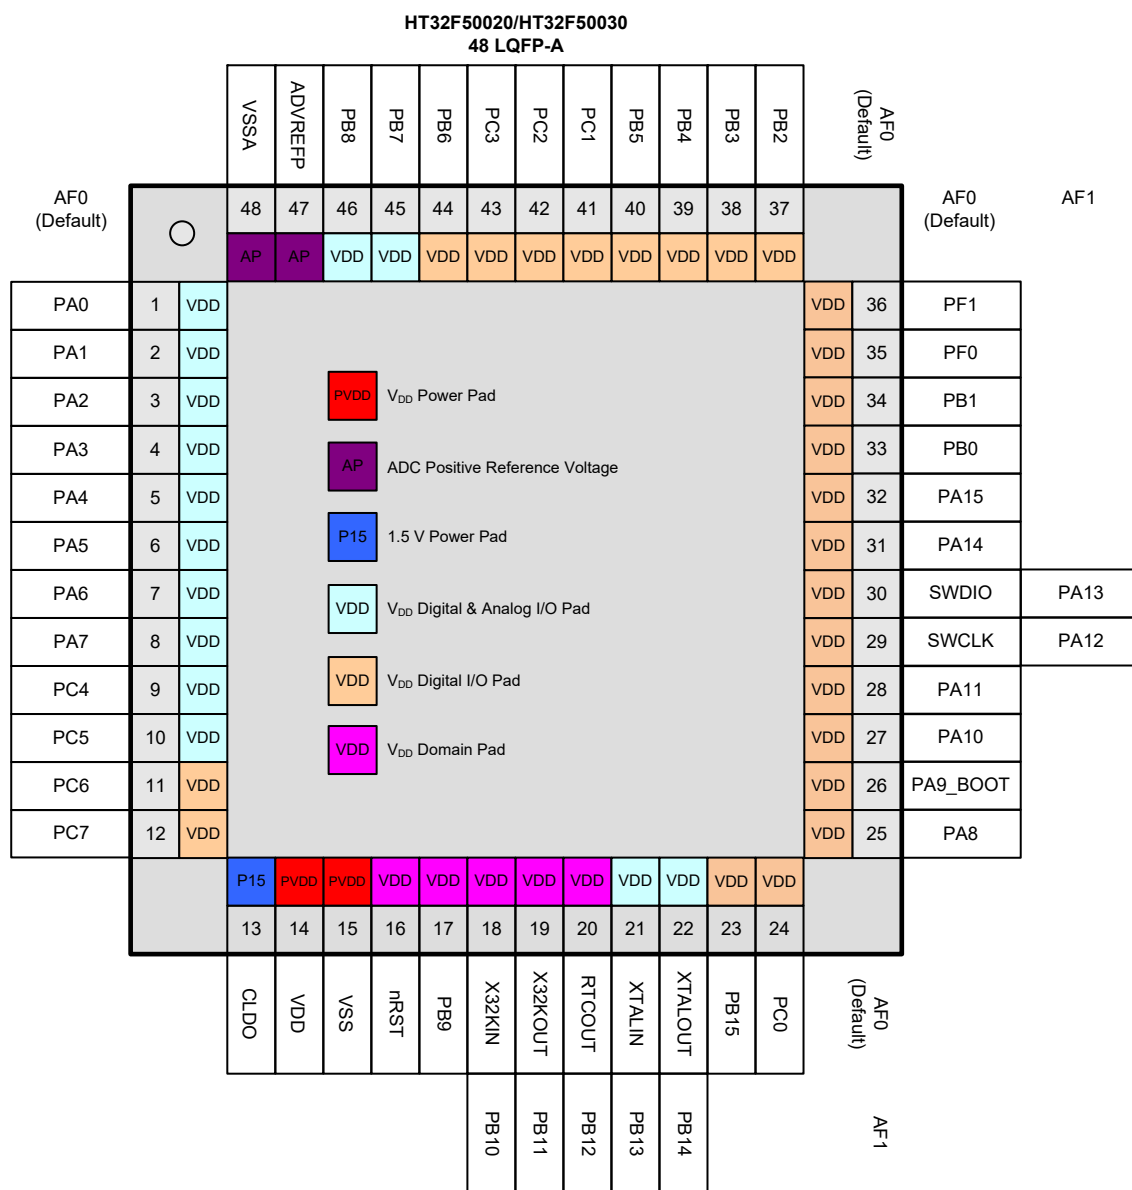 HT32F50020/HT32F50030
48 LQFP-A
VSSA ADVREFP PB8 PB7 PB6 PC3 PC2 PC1 PB5 PB4 PB3 PB2 AF0 (Default)
AF0 (Default) 48 47 46 45 44 43 42 41 40 39 38 37 AF0 (Default) AF1
AP AP VDD VDD VDD VDD VDD VDD VDD VDD VDD VDD
PA0 1 VDD VDD 36 PF1
PA1 2 VDD VDD 35 PF0
PA2 3 VDD PVDD VDD Power Pad VDD 34 PB1
PA3 4 VDD AP ADC Positive Reference Voltage VDD 33 PB0
PA4 5 VDD VDD 32 PA15
PA5 6 VDD P15 1.5 V Power Pad VDD 31 PA14
PA6 7 VDD VDD VDD Digital & Analog I/O Pad VDD 30 SWDIO PA13
PA7 8 VDD VDD 29 SWCLK PA12
PC4 9 VDD VDD VDD Digital I/O Pad VDD 28 PA11
PC5 10 VDD VDD VDD Domain Pad VDD 27 PA10
PC6 11 VDD VDD 26 PA9_BOOT
PC7 12 VDD VDD 25 PA8
P15 PVDD PVDD VDD VDD VDD VDD VDD VDD VDD VDD VDD
13 14 15 16 17 18 19 20 21 22 23 24
CLDO VDD VSS nRST PB9 X32KIN X32KOUT RTCOUT XTALIN XTALOUT PB15 PC0 AF0 (Default)
PB10 PB11 PB12 PB13 PB14 AF1